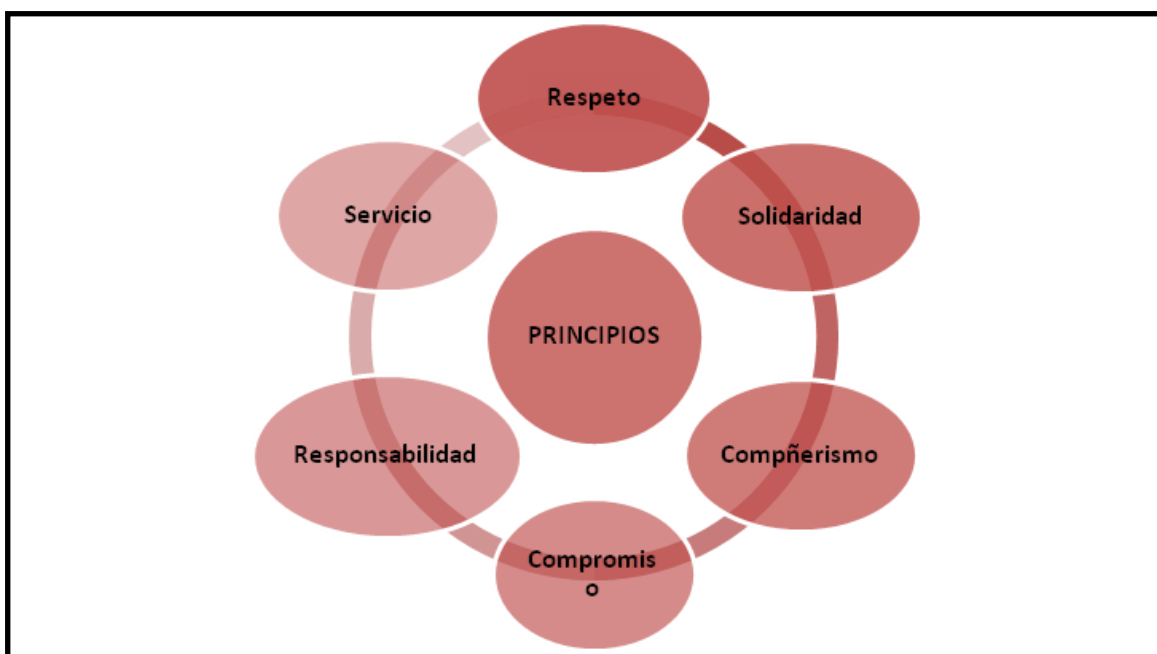 Respeto
Servicio
Solidaridad
PRINCIPIOS
Responsabilidad
Compñerismo
Compromis
o